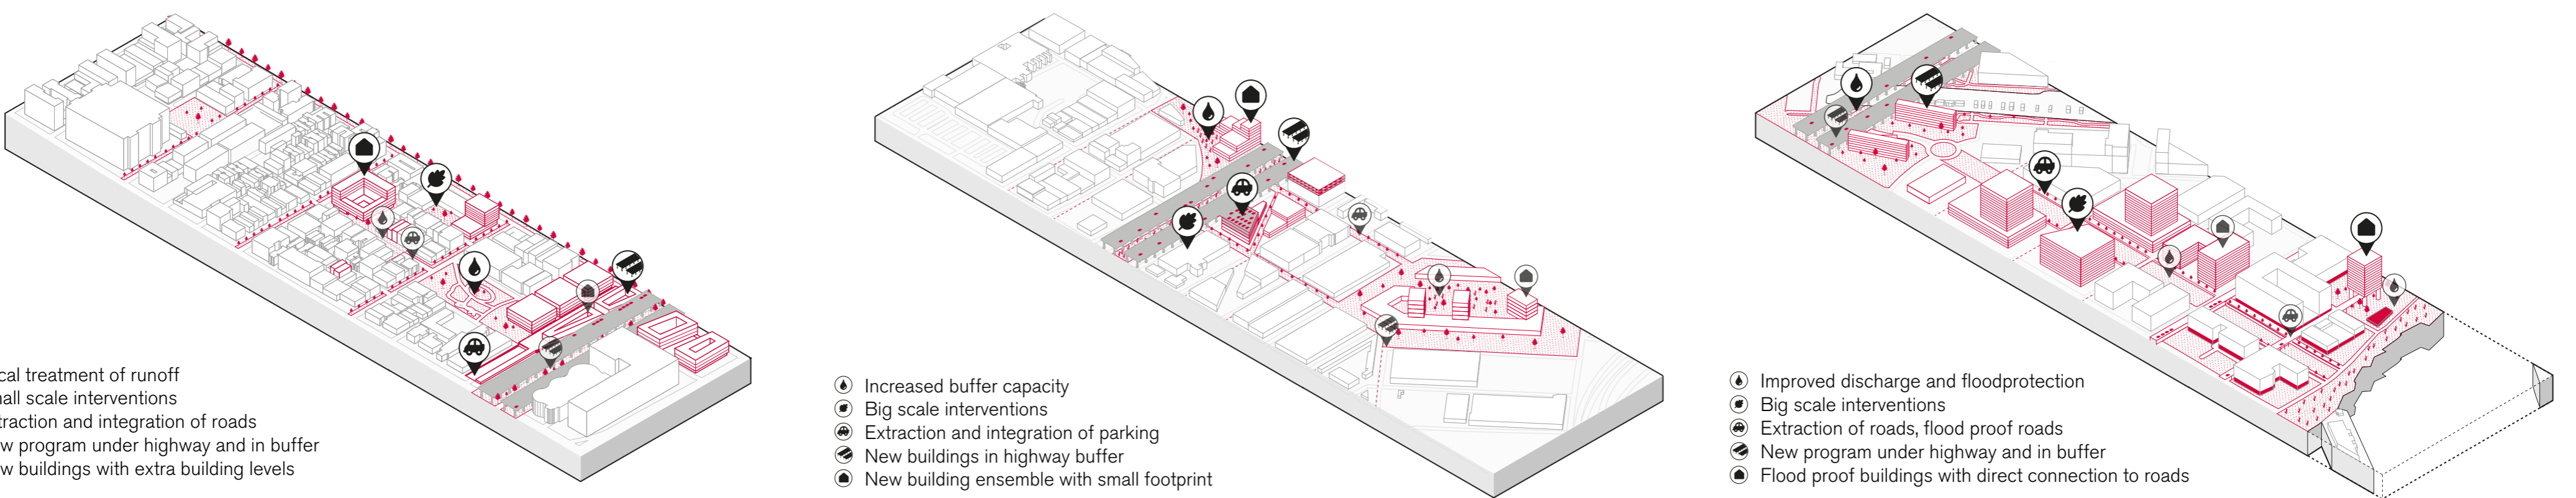 cal treatment of runoff
all scale interventions
traction and integration of roads
w program under highway and in buffer
w buildings with extra building levels
Increased buffer capacity
Big scale interventions
Extraction and integration of parking
New buildings in highway buffer
New building ensemble with small footprint
Improved discharge and floodprotection
Big scale interventions
Extraction of roads, flood proof roads
New program under highway and in buffer
Flood proof buildings with direct connection to roads